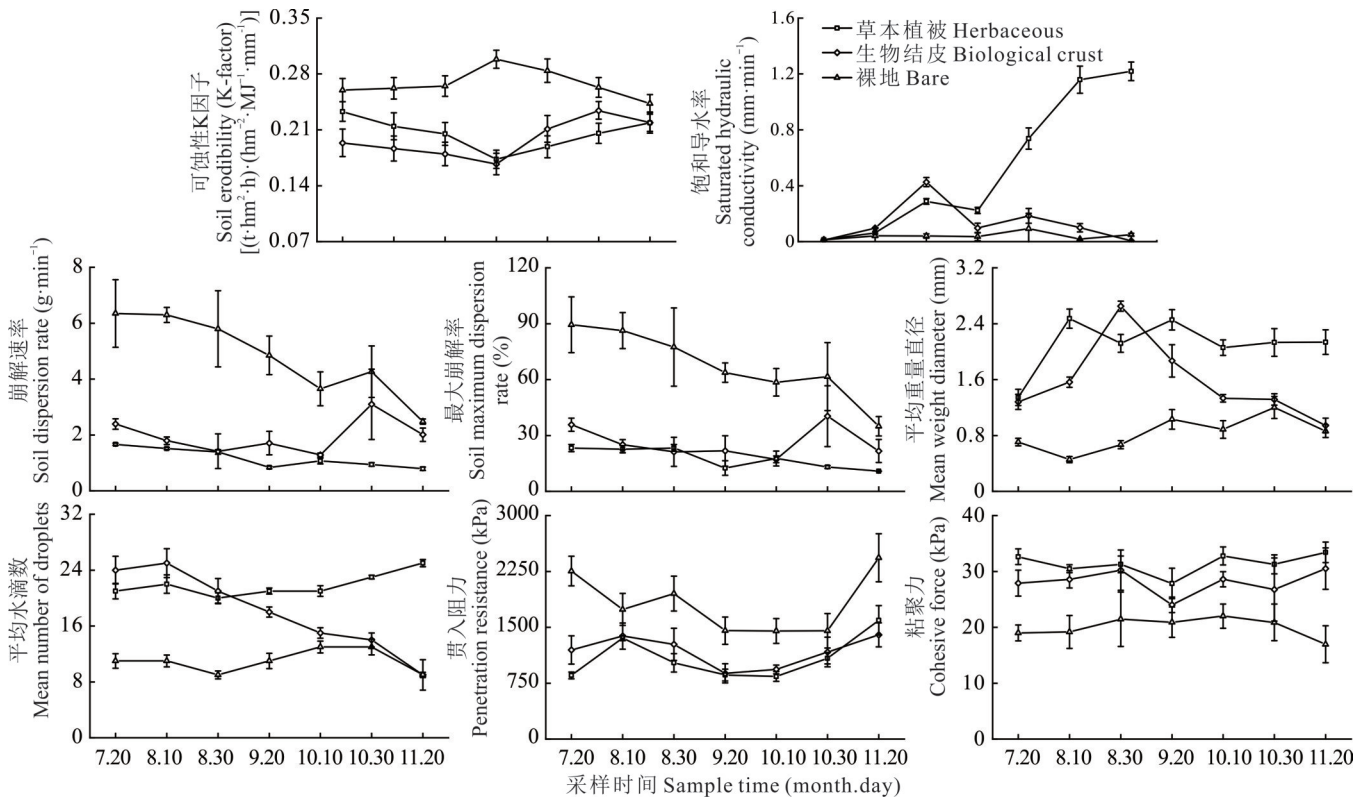 可蚀性K因子
Soil erodibility (K-factor)
[(t·hm²·h)·(hm⁻²·MJ⁻¹·mm⁻¹)]
0.28
0.21
0.14
0.07
饱和导水率
Saturated hydraulic
conductivity (mm·min⁻¹)
1.6
1.2
0.8
0.4
0
草本植被 Herbaceous
生物结皮 Biological crust
裸地 Bare
崩解速率
Soil dispersion rate (g·min⁻¹)
8
6
4
2
0
最大崩解率
Soil maximum dispersion
rate (%)
120
90
60
30
0
平均重量直径
Mean weight diameter (mm)
3.2
2.4
1.6
0.8
0
平均水滴数
Mean number of droplets
32
24
16
8
0
7.20 8.10 8.30 9.20 10.10 10.30 11.20
贯入阻力
Penetration resistance (kPa)
3000
2250
1500
750
0
7.20 8.10 8.30 9.20 10.10 10.30 11.20
粘聚力
Cohesive force (kPa)
40
30
20
10
0
7.20 8.10 8.30 9.20 10.10 10.30 11.20
采样时间 Sample time (month.day)